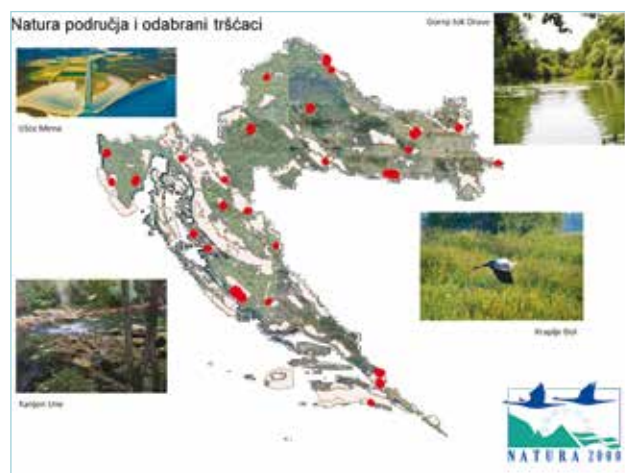 Natura područja i odabrani tršćaci
Gornji tok Drave
Ušće Mirne
Krapje Đol
Kanjon Une
NATURA 2000